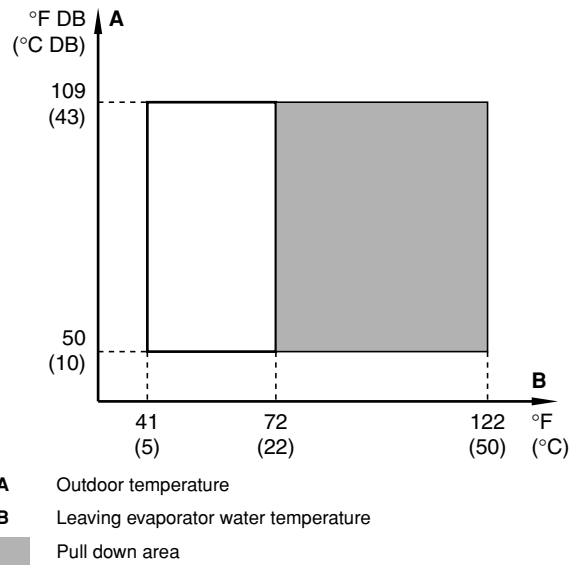 °F DB A
(°C DB)
109
(43)
50
(10)
B
41 72 122 °F
(5) (22) (50) (°C)
A Outdoor temperature
B Leaving evaporator water temperature
Pull down area